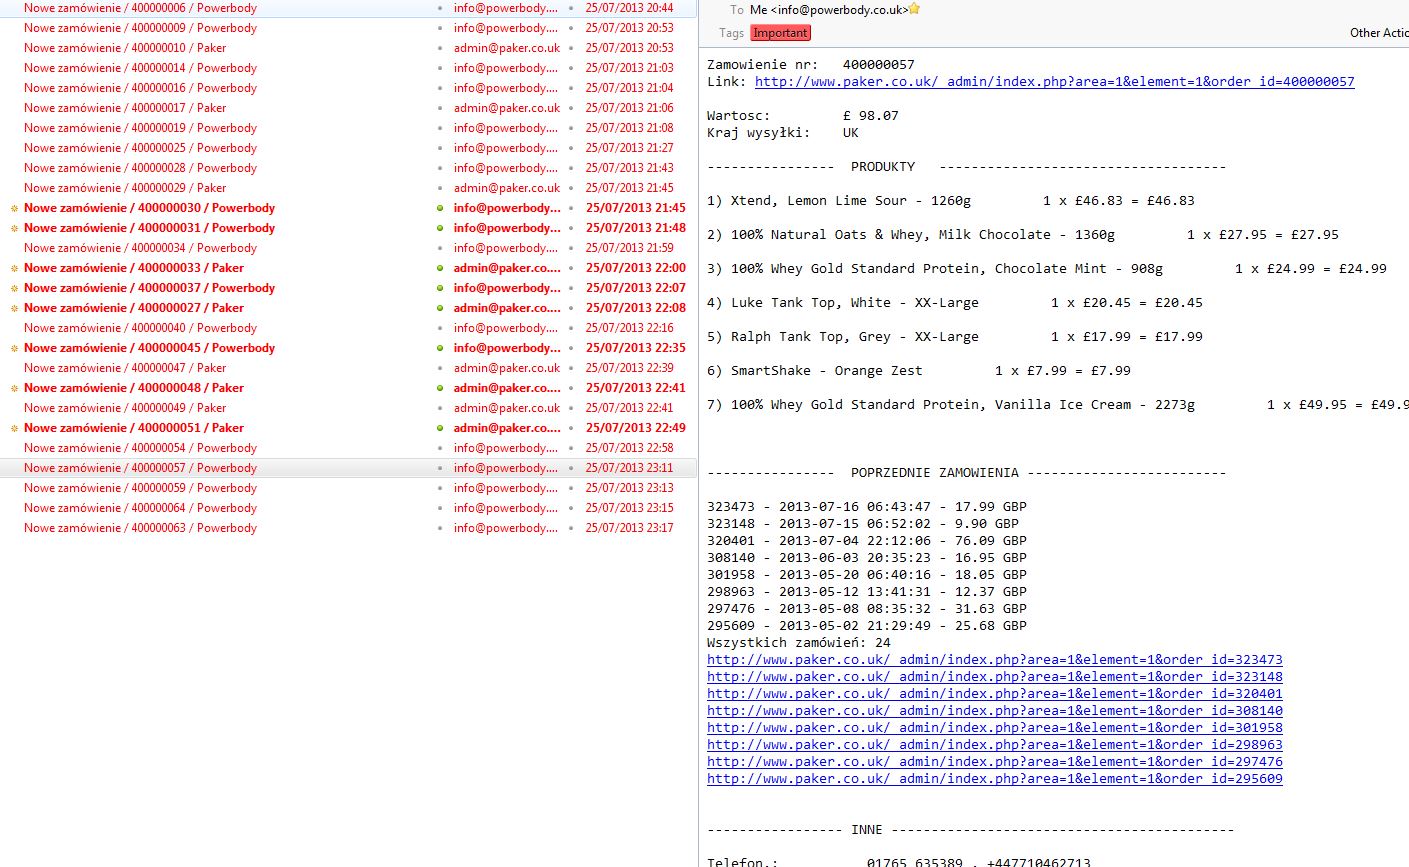 Nowe zamówienie / 400000006 / Powerbody info@powerbody.... 25/07/2013 20:44
Nowe zamówienie / 400000009 / Powerbody info@powerbody.... 25/07/2013 20:53
Nowe zamówienie / 400000010 / Paker admin@paker.co.uk 25/07/2013 20:53
Nowe zamówienie / 400000014 / Powerbody info@powerbody.... 25/07/2013 21:03
Nowe zamówienie / 400000016 / Powerbody info@powerbody.... 25/07/2013 21:04
Nowe zamówienie / 400000017 / Paker admin@paker.co.uk 25/07/2013 21:06
Nowe zamówienie / 400000019 / Powerbody info@powerbody.... 25/07/2013 21:08
Nowe zamówienie / 400000025 / Powerbody info@powerbody.... 25/07/2013 21:27
Nowe zamówienie / 400000028 / Powerbody info@powerbody.... 25/07/2013 21:43
Nowe zamówienie / 400000029 / Paker admin@paker.co.uk 25/07/2013 21:45
Nowe zamówienie / 400000030 / Powerbody info@powerbody... 25/07/2013 21:45
Nowe zamówienie / 400000031 / Powerbody info@powerbody... 25/07/2013 21:48
Nowe zamówienie / 400000034 / Powerbody info@powerbody.... 25/07/2013 21:59
Nowe zamówienie / 400000033 / Paker admin@paker.co.... 25/07/2013 22:00
Nowe zamówienie / 400000037 / Powerbody info@powerbody... 25/07/2013 22:07
Nowe zamówienie / 400000027 / Paker admin@paker.co.... 25/07/2013 22:08
Nowe zamówienie / 400000040 / Powerbody info@powerbody.... 25/07/2013 22:16
Nowe zamówienie / 400000045 / Powerbody info@powerbody... 25/07/2013 22:35
Nowe zamówienie / 400000047 / Paker admin@paker.co.uk 25/07/2013 22:39
Nowe zamówienie / 400000048 / Paker admin@paker.co.... 25/07/2013 22:41
Nowe zamówienie / 400000049 / Paker admin@paker.co.uk 25/07/2013 22:41
Nowe zamówienie / 400000051 / Paker admin@paker.co.... 25/07/2013 22:49
Nowe zamówienie / 400000054 / Powerbody info@powerbody.... 25/07/2013 22:58
Nowe zamówienie / 400000057 / Powerbody info@powerbody.... 25/07/2013 23:11
Nowe zamówienie / 400000059 / Powerbody info@powerbody.... 25/07/2013 23:13
Nowe zamówienie / 400000064 / Powerbody info@powerbody.... 25/07/2013 23:15
Nowe zamówienie / 400000063 / Powerbody info@powerbody.... 25/07/2013 23:17
To Me <info@powerbody.co.uk>
Tags Important Other Actio
Zamowienie nr: 400000057
Link: http://www.paker.co.uk/_admin/index.php?area=1&element=1&order_id=400000057
Wartosc: £ 98.07
Kraj wysyłki: UK
--------------- PRODUKTY ----------------------------------
1) Xtend, Lemon Lime Sour - 1260g 1 x £46.83 = £46.83
2) 100% Natural Oats & Whey, Milk Chocolate - 1360g 1 x £27.95 = £27.95
3) 100% Whey Gold Standard Protein, Chocolate Mint - 908g 1 x £24.99 = £24.99
4) Luke Tank Top, White - XX-Large 1 x £20.45 = £20.45
5) Ralph Tank Top, Grey - XX-Large 1 x £17.99 = £17.99
6) SmartShake - Orange Zest 1 x £7.99 = £7.99
7) 100% Whey Gold Standard Protein, Vanilla Ice Cream - 2273g 1 x £49.95 = £49.9
--------------- POPRZEDNIE ZAMOWIENIA ------------------------
323473 - 2013-07-16 06:43:47 - 17.99 GBP
323148 - 2013-07-15 06:52:02 - 9.90 GBP
320401 - 2013-07-04 22:12:06 - 76.09 GBP
308140 - 2013-06-03 20:35:23 - 16.95 GBP
301958 - 2013-05-20 06:40:16 - 18.05 GBP
298963 - 2013-05-12 13:41:31 - 12.37 GBP
297476 - 2013-05-08 08:35:32 - 31.63 GBP
295609 - 2013-05-02 21:29:49 - 25.68 GBP
Wszystkich zamówień: 24
http://www.paker.co.uk/_admin/index.php?area=1&element=1&order_id=323473
http://www.paker.co.uk/_admin/index.php?area=1&element=1&order_id=323148
http://www.paker.co.uk/_admin/index.php?area=1&element=1&order_id=320401
http://www.paker.co.uk/_admin/index.php?area=1&element=1&order_id=308140
http://www.paker.co.uk/_admin/index.php?area=1&element=1&order_id=301958
http://www.paker.co.uk/_admin/index.php?area=1&element=1&order_id=298963
http://www.paker.co.uk/_admin/index.php?area=1&element=1&order_id=297476
http://www.paker.co.uk/_admin/index.php?area=1&element=1&order_id=295609
---------------- INNE -----------------------------------------
Telefon.: 01765 635389 , +447710462713